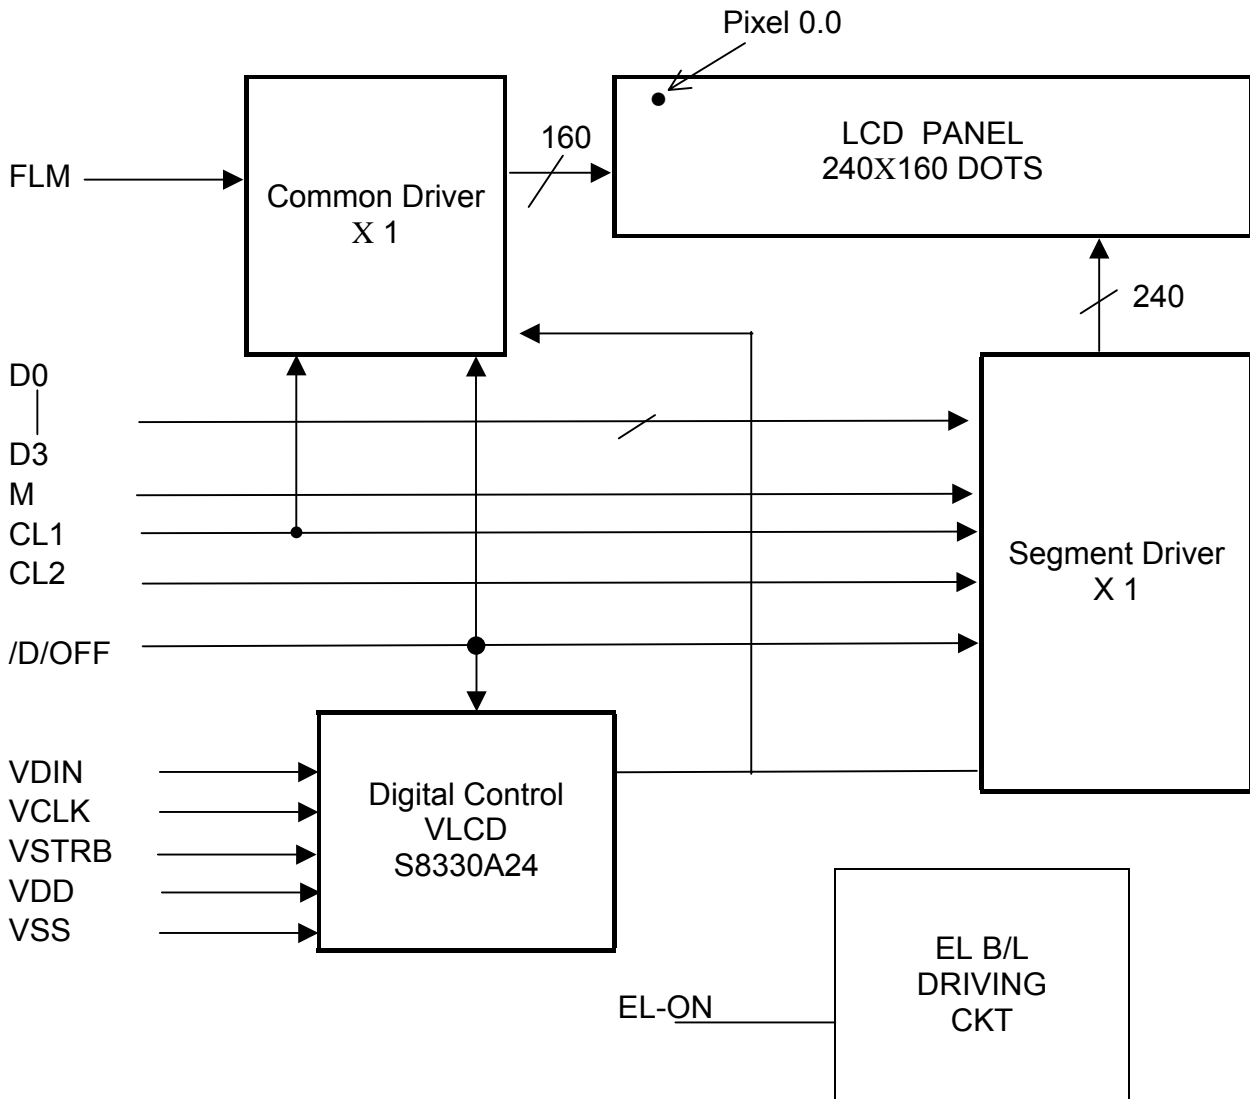 Pixel 0.0
LCD PANEL
240X160 DOTS
160
FLM
Common Driver
X 1
240
D0
D3
M
CL1
CL2
/D/OFF
Segment Driver
X 1
VDIN
VCLK
VSTRB
VDD
VSS
Digital Control
VLCD
S8330A24
EL B/L
DRIVING
CKT
EL-ON